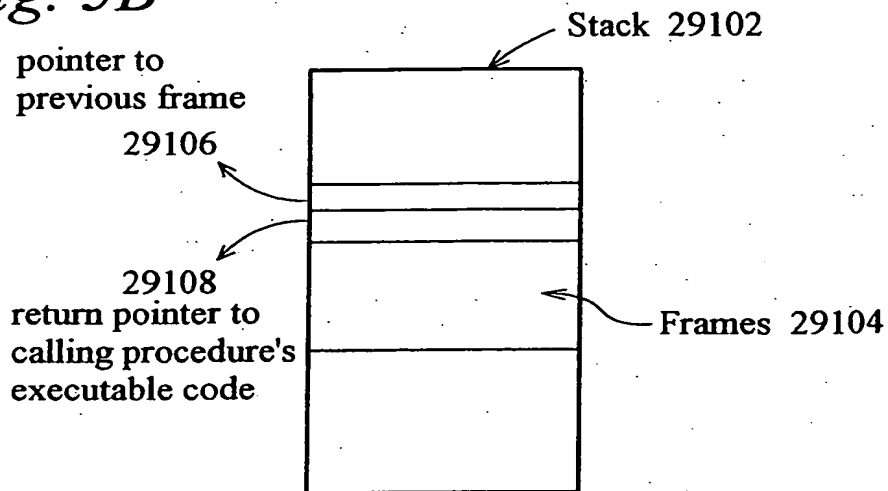 Stack 29102
pointer to
previous frame
29106
29108
return pointer to
calling procedure's
executable code
Frames 29104